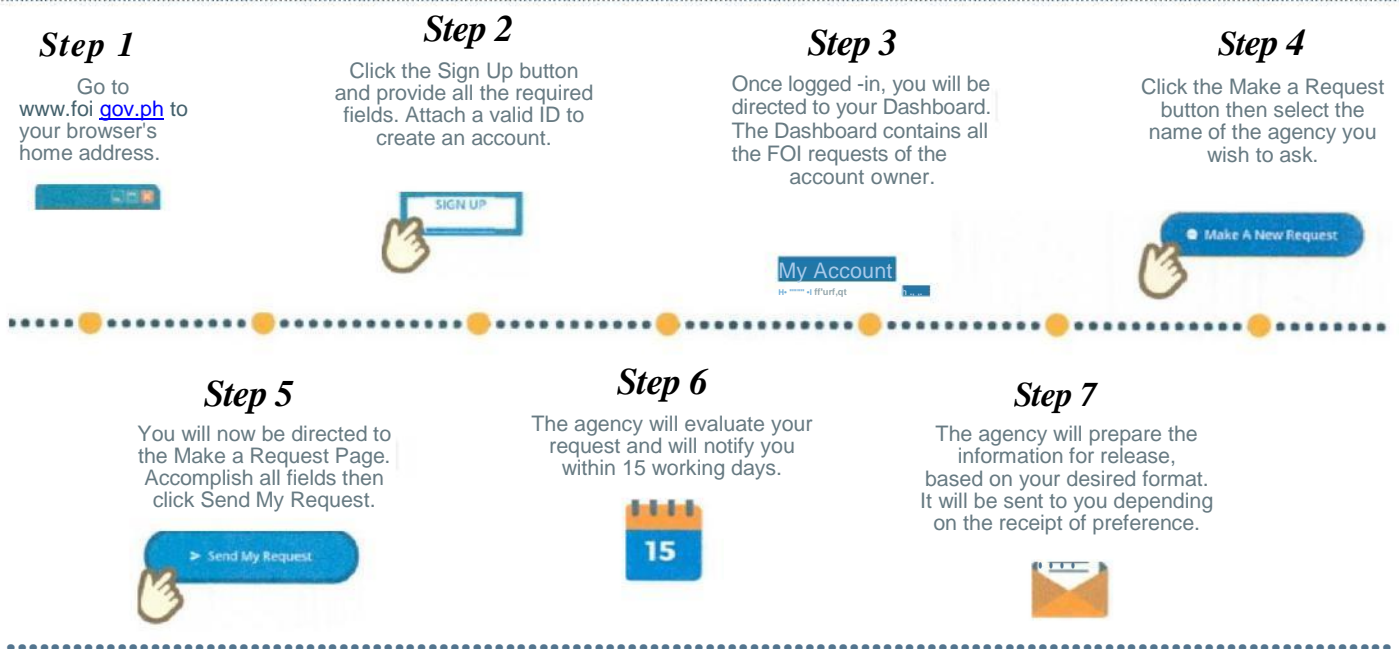 Step 1
Go to
www.foi gov.ph to
your browser's
home address.
Step 2
Click the Sign Up button
and provide all the required
fields. Attach a valid ID to
create an account.
SIGN UP
Step 3
Once logged -in, you will be
directed to your Dashboard.
The Dashboard contains all
the FOI requests of the
account owner.
My Account
Step 4
Click the Make a Request
button then select the
name of the agency you
wish to ask.
Make A New Request
Step 5
You will now be directed to
the Make a Request Page.
Accomplish all fields then
click Send My Request.
Send My Request
Step 6
The agency will evaluate your
request and will notify you
within 15 working days.
15
Step 7
The agency will prepare the
information for release,
based on your desired format.
It will be sent to you depending
on the receipt of preference.